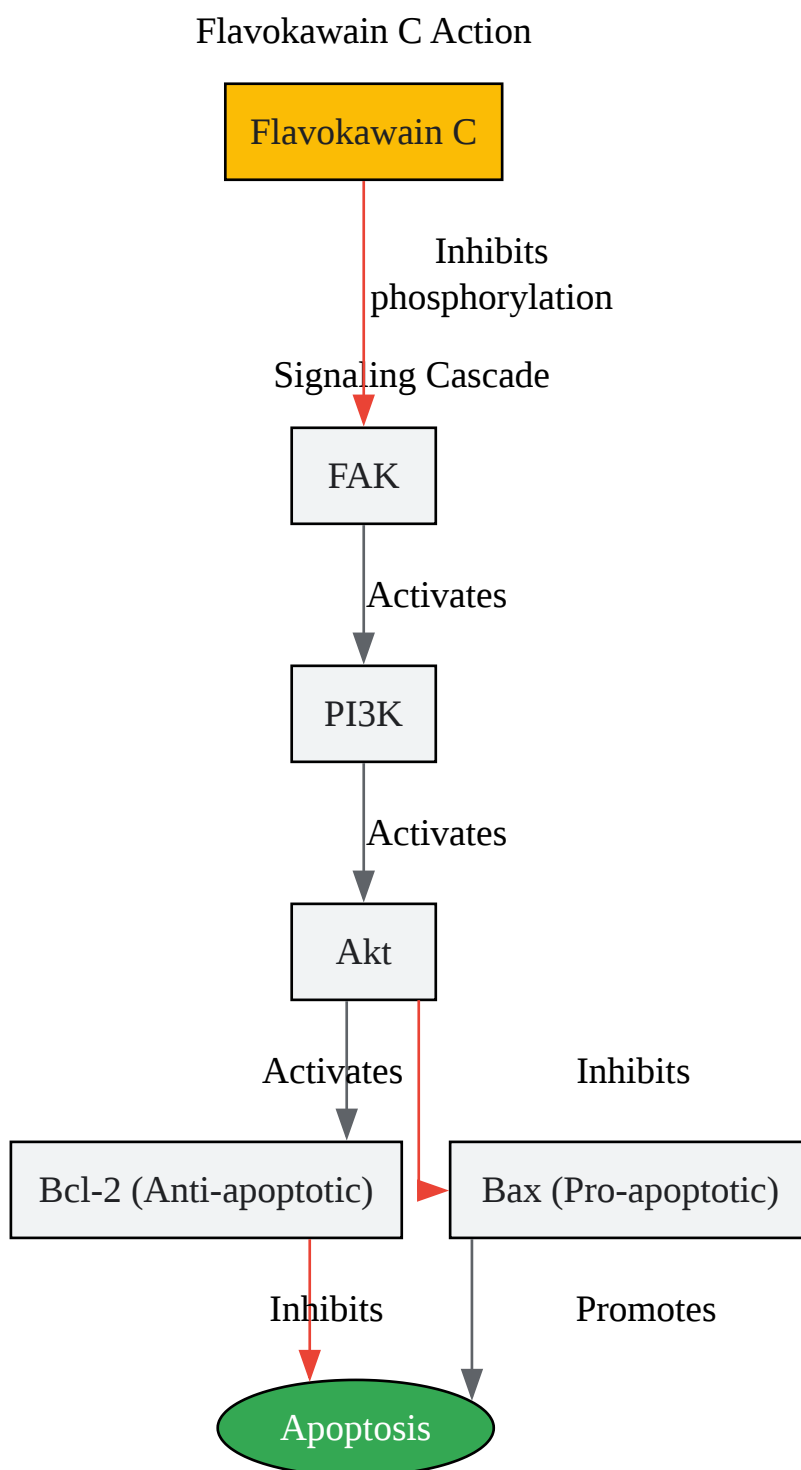 Flavokawain C Action
Flavokawain C
Inhibits
phosphorylation
Signaling Cascade
FAK
Activates
PI3K
Activates
Akt
Activates
Inhibits
Bcl-2 (Anti-apoptotic)
Bax (Pro-apoptotic)
Inhibits
Promotes
Apoptosis